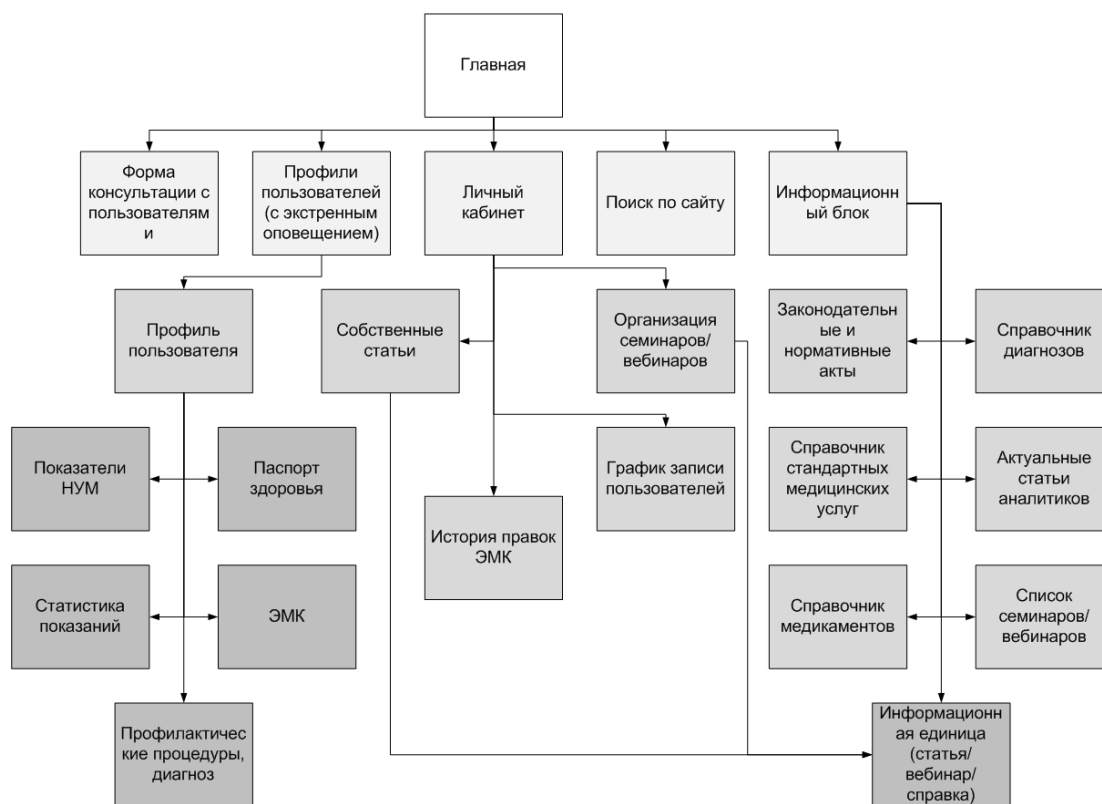 Главная
Форма
консультации с
пользователям
и
Профили
пользователей
(с экстренным
оповещением)
Личный
кабинет
Поиск по сайту
Информационн
ый блок
Профиль
пользователя
Собственные
статьи
Организация
семинаров/
вебинаров
Законодательн
ые и
нормативные
акты
Справочник
диагнозов
Показатели
НУМ
Паспорт
здоровья
История правок
ЭМК
График записи
пользователей
Справочник
стандартных
медицинских
услуг
Актуальные
статьи
аналитиков
Статистика
показаний
ЭМК
Справочник
медикаментов
Список
семинаров/
вебинаров
Профилактичес
кие процедуры,
диагноз
Информационн
ая единица
(статья/
вебинар/
справка)